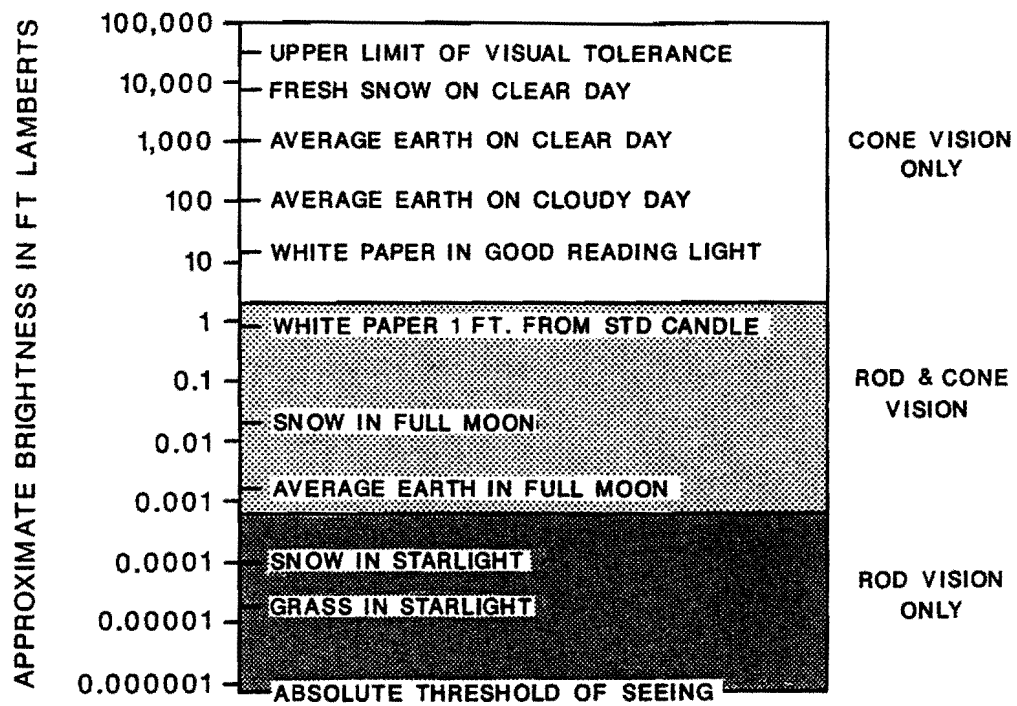 APPROXIMATE BRIGHTNESS IN FT LAMBERTS
100,000
UPPER LIMIT OF VISUAL TOLERANCE
10,000
FRESH SNOW ON CLEAR DAY
1,000
AVERAGE EARTH ON CLEAR DAY
100
AVERAGE EARTH ON CLOUDY DAY
WHITE PAPER IN GOOD READING LIGHT
10
1
WHITE PAPER 1 FT. FROM STD CANDLE
0.1
SNOW IN FULL MOON
0.01
AVERAGE EARTH IN FULL MOON
0.001
SNOW IN STARLIGHT
0.0001
GRASS IN STARLIGHT
0.00001
0.000001
ABSOLUTE THRESHOLD OF SEEING
CONE VISION
ONLY
ROD & CONE
VISION
ROD VISION
ONLY